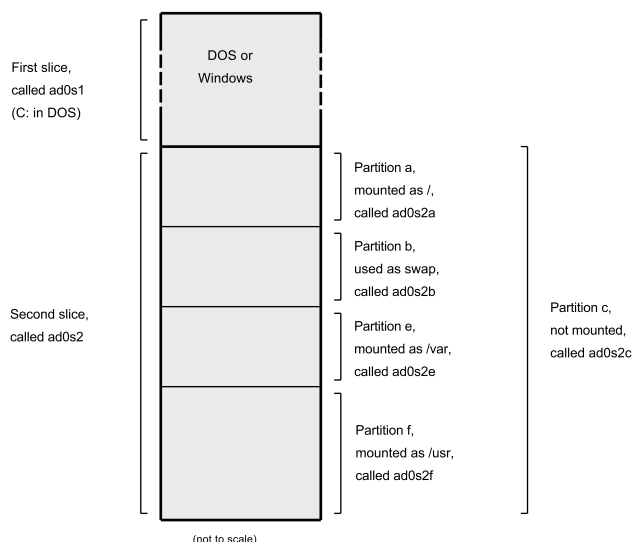 DOS or
Windows
First slice,
called ad0s1
(C: in DOS)
Partition a,
mounted as /,
called ad0s2a
Partition b,
used as swap,
called ad0s2b
Second slice,
called ad0s2
Partition c,
not mounted,
called ad0s2c
Partition e,
mounted as /var,
called ad0s2e
Partition f,
mounted as /usr,
called ad0s2f
(not to scale)